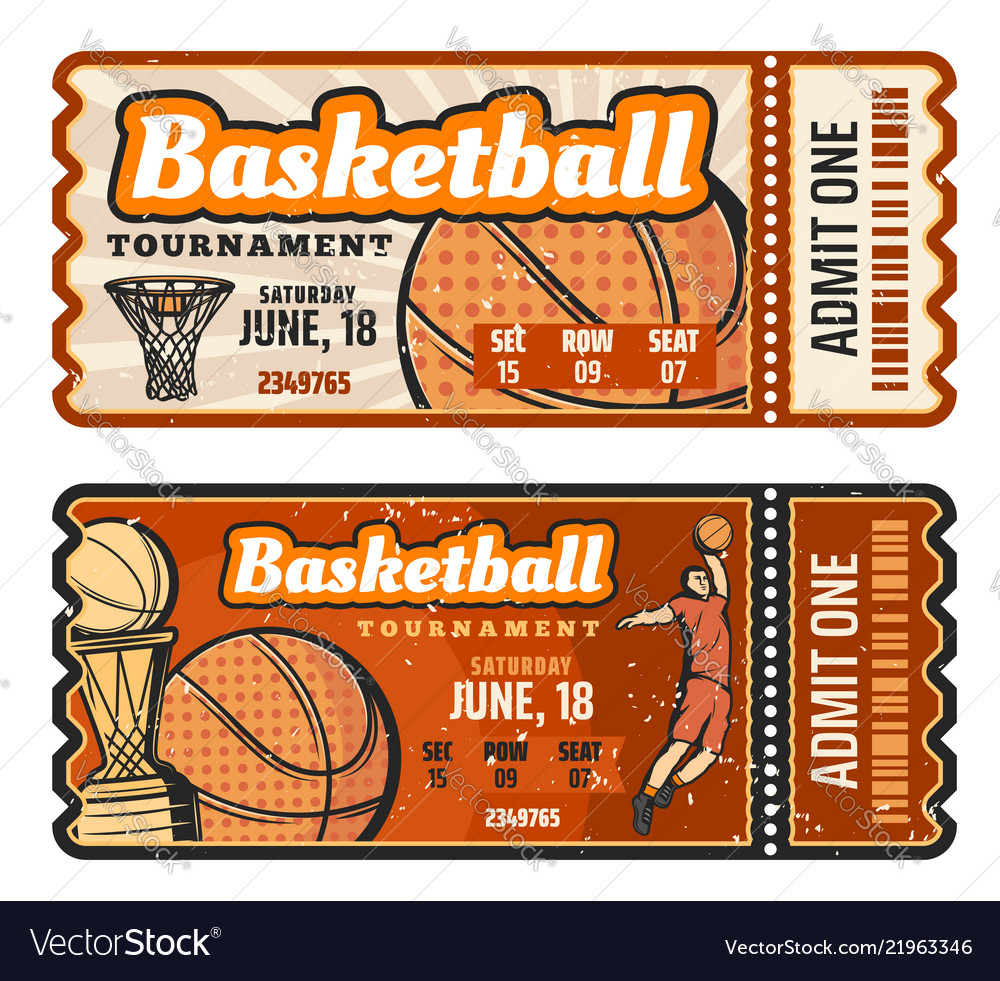 Basketball
TOURNAMENT
SATURDAY
JUNE, 18
2349765
SEC ROW SEAT
15 09 07
ADMIT ONE
Basketball
TOURNAMENT
SATURDAY
JUNE, 18
SEC ROW SEAT
15 09 07
2349765
ADMIT ONE
VectorStock®
VectorStock.com/21963346